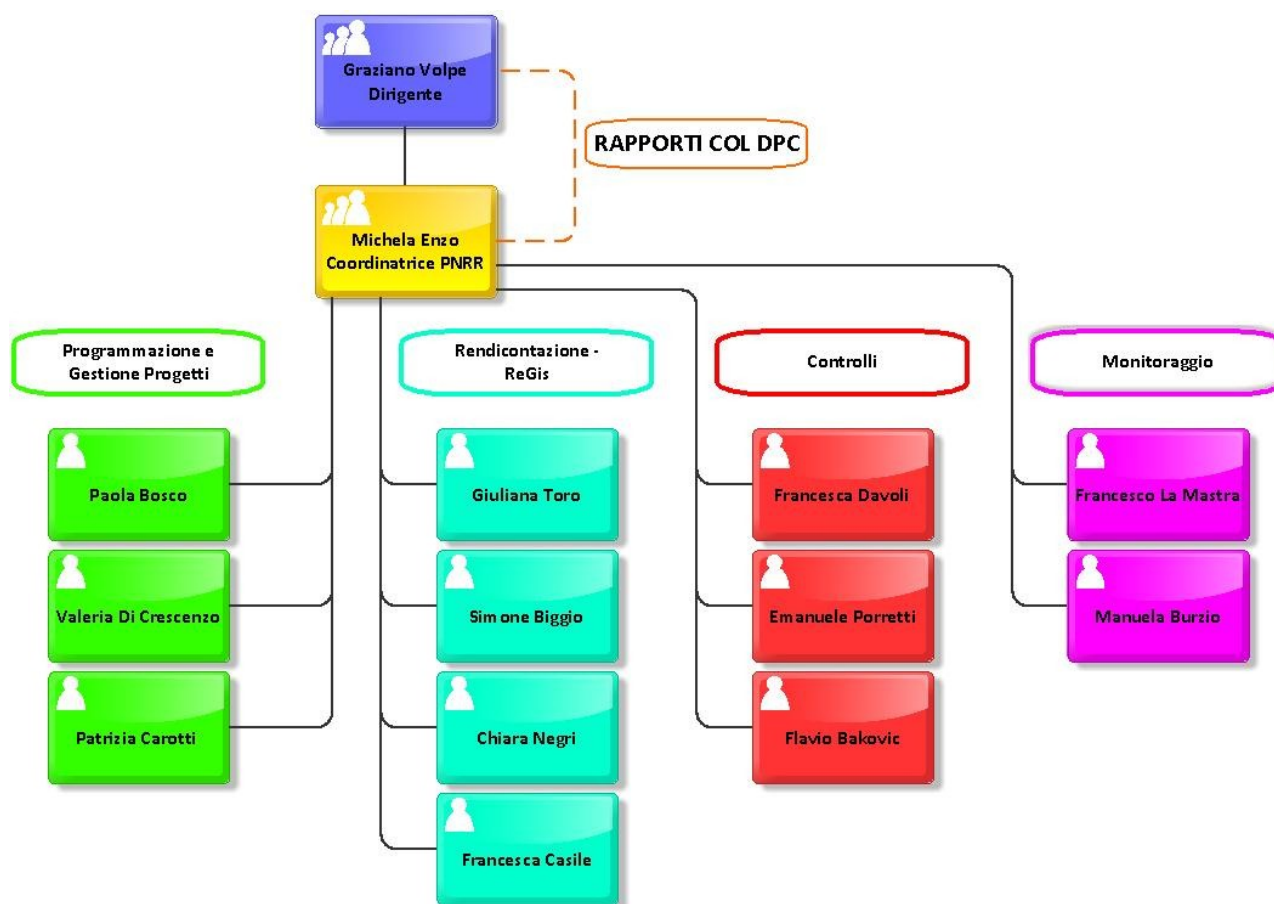 Graziano Volpe
Dirigente
RAPPORTI COL DPC
Michela Enzo
Coordinatrice PNRR
Programmazione e
Gestione Progetti
Rendicontazione -
ReGis
Controlli
Monitoraggio
Paola Bosco
Giuliana Toro
Francesca Davoli
Francesco La Mastra
Valeria Di Crescenzo
Simone Biggio
Emanuele Porretti
Manuela Burzio
Patrizia Carotti
Chiara Negri
Flavio Bakovic
Francesca Casile